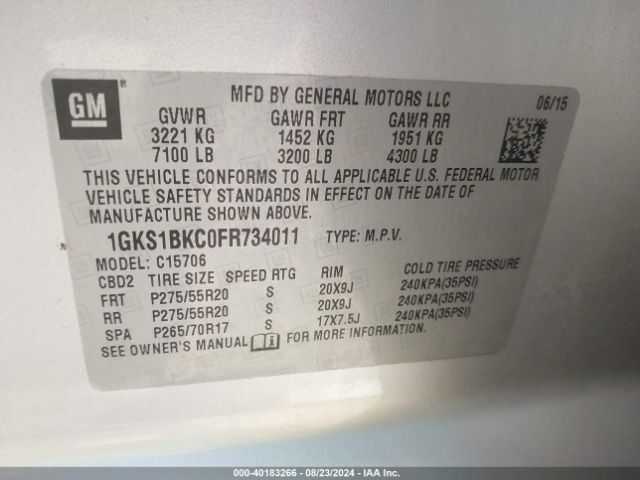 GM ®
MFD BY GENERAL MOTORS LLC 06/15
GVWR GAWR FRT GAWR RR
3221 KG 1452 KG 1951 KG
7100 LB 3200 LB 4300 LB
THIS VEHICLE CONFORMS TO ALL APPLICABLE U.S. FEDERAL MOTOR
VEHICLE SAFETY STANDARDS IN EFFECT ON THE DATE OF
MANUFACTURE SHOWN ABOVE.
1GKS1BKC0FR734011 TYPE: M.P.V.
MODEL: C15706
CBD2 TIRE SIZE SPEED RTG RIM COLD TIRE PRESSURE
FRT P275/55R20 S 20X9J 240KPA(35PSI)
RR P275/55R20 S 20X9J 240KPA(35PSI)
SPA P265/70R17 S 17X7.5J 240KPA(35PSI)
SEE OWNER'S MANUAL FOR MORE INFORMATION.
000-40183266 - 08/23/2024 - IAA Inc.